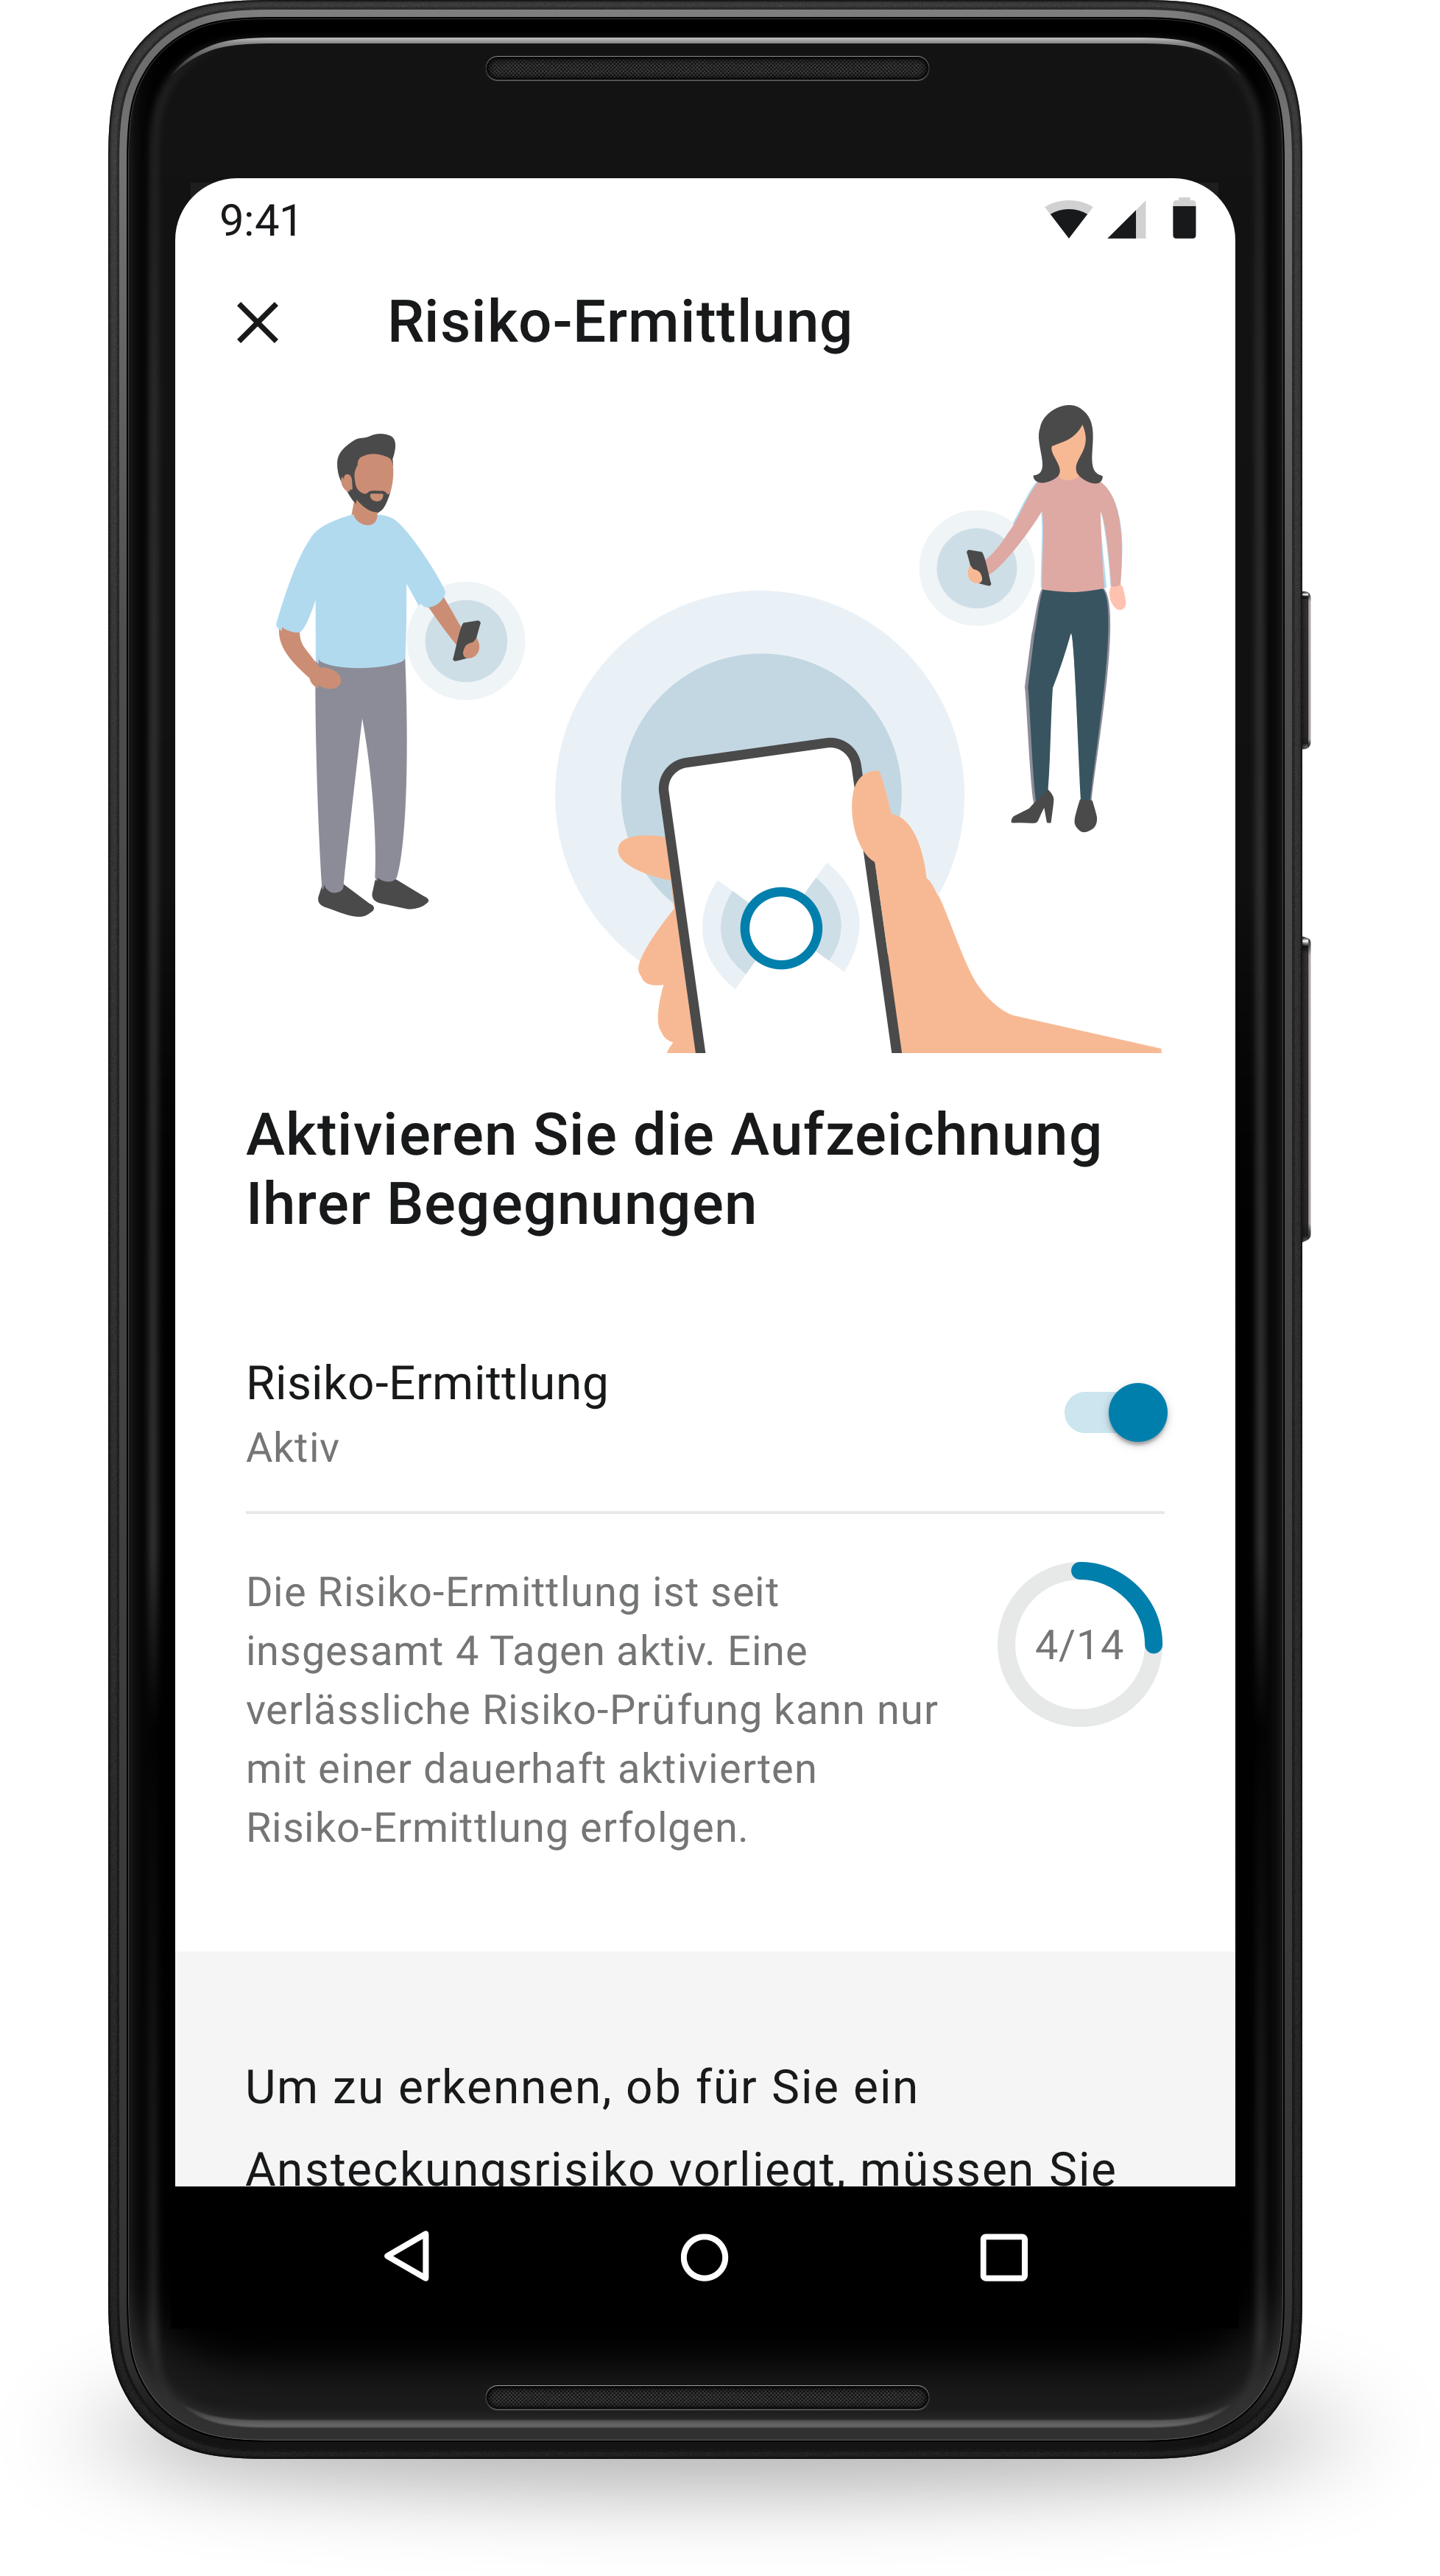 9:41
Risiko-Ermittlung
Aktivieren Sie die Aufzeichnung
Ihrer Begegnungen
Risiko-Ermittlung
Aktiv
Die Risiko-Ermittlung ist seit
insgesamt 4 Tagen aktiv. Eine
verlässliche Risiko-Prüfung kann nur
mit einer dauerhaft aktivierten
Risiko-Ermittlung erfolgen.
4/14
Um zu erkennen, ob für Sie ein
Ansteckungsrisiko vorliegt, müssen Sie